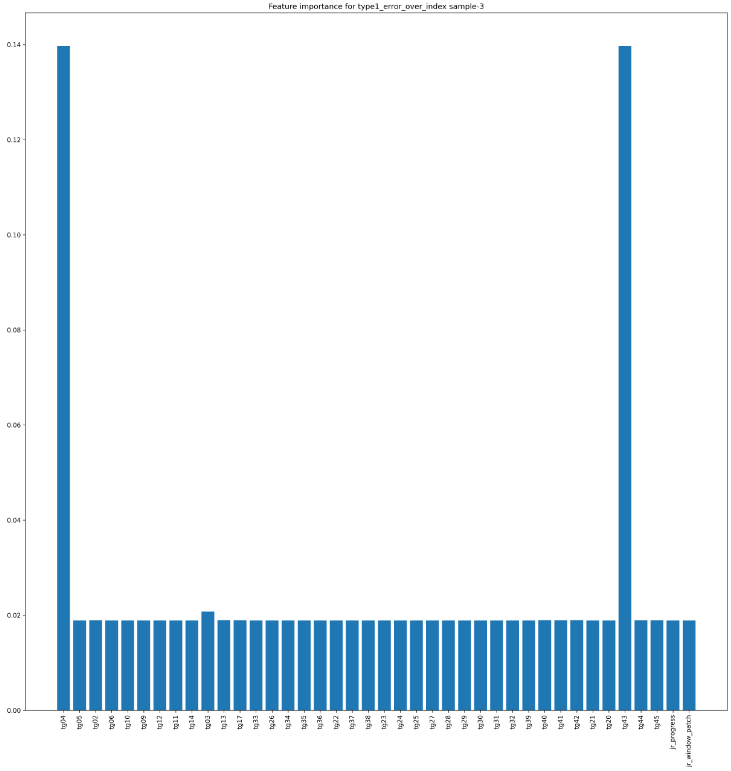 Feature importance for type1_error_over_index sample-3
0.14
0.12
0.10
0.08
0.06
0.04
0.02
0.00
tg04
tg05
tg02
tg06
tg10
tg09
tg12
tg11
tg14
tg03
tg13
tg17
tg33
tg26
tg34
tg35
tg36
tg22
tg37
tg38
tg23
tg24
tg25
tg27
tg28
tg29
tg30
tg31
tg32
tg39
tg40
tg41
tg42
tg21
tg20
tg43
tg44
tg45
jr_progress
jr_window_patch